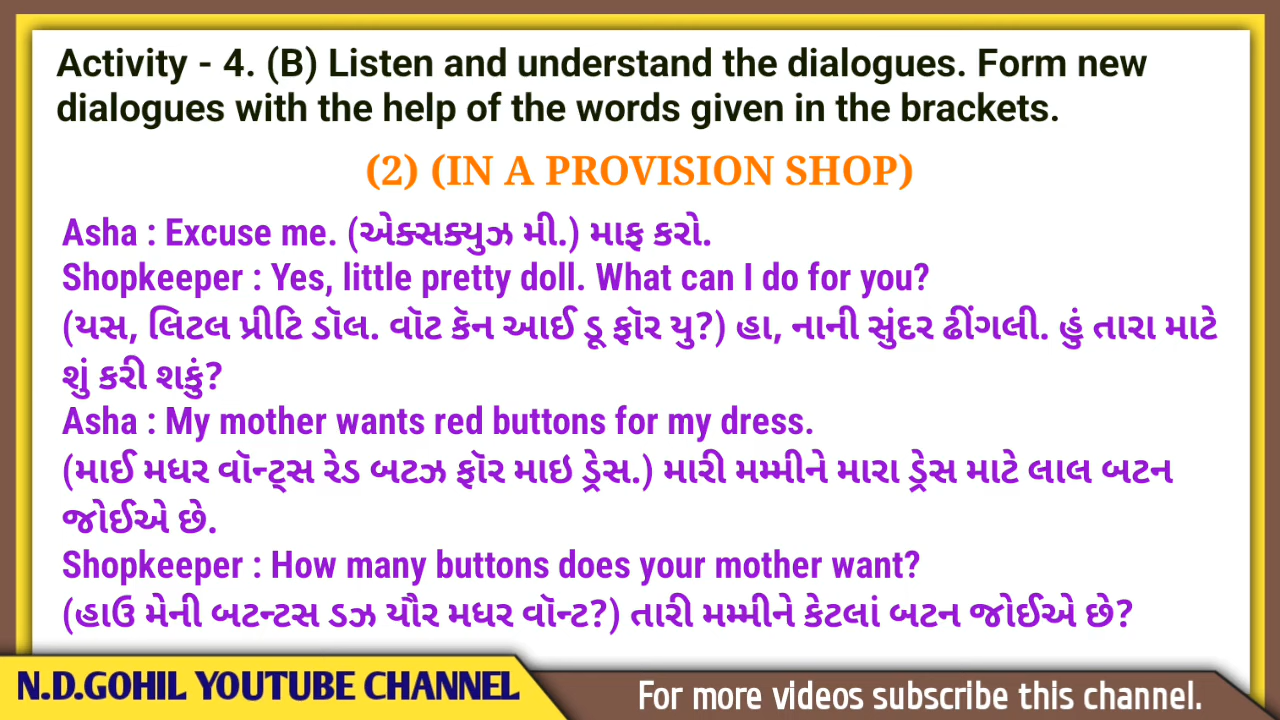 Activity - 4. (B) Listen and understand the dialogues. Form new
dialogues with the help of the words given in the brackets.
(2) (IN A PROVISION SHOP)
Asha : Excuse me. (એક્સક્યુઝ મી.) માફ કરો.
Shopkeeper : Yes, little pretty doll. What can I do for you?
(યસ, લિટલ પ્રીટિ ડૉલ. વૉટ કૅન આઈ ડૂ ફૉર યુ?) હા, નાની સુંદર ઢીંગલી. હું તારા માટે
શું કરી શકું?
Asha : My mother wants red buttons for my dress.
(માઈ મધર વૉન્ટ્સ રેડ બટઝ ફૉર માઇ ડ્રેસ.) મારી મમ્મીને મારા ડ્રેસ માટે લાલ બટન
જોઈએ છે.
Shopkeeper : How many buttons does your mother want?
(હાઉ મેની બટન્ટસ ડઝ યૌર મધર વૉન્ટ?) તારી મમ્મીને કેટલાં બટન જોઈએ છે?
N.D.GOHIL YOUTUBE CHANNEL
For more videos subscribe this channel.